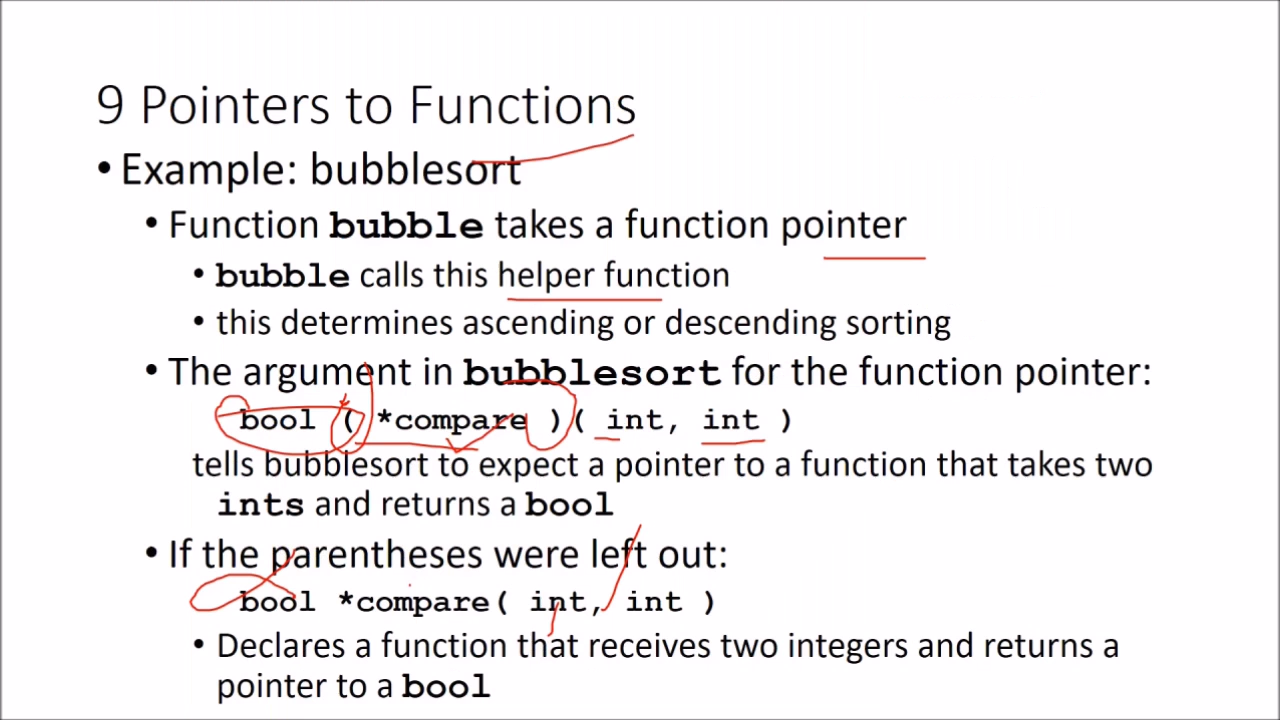 9 Pointers to Functions
• Example: bubblesort
• Function bubble takes a function pointer
• bubble calls this helper function
• this determines ascending or descending sorting
• The argument in bubblesort for the function pointer:
bool ( *compare )( int, int )
tells bubblesort to expect a pointer to a function that takes two
ints and returns a bool
• If the parentheses were left out:
bool *compare( int, int )
• Declares a function that receives two integers and returns a
pointer to a bool